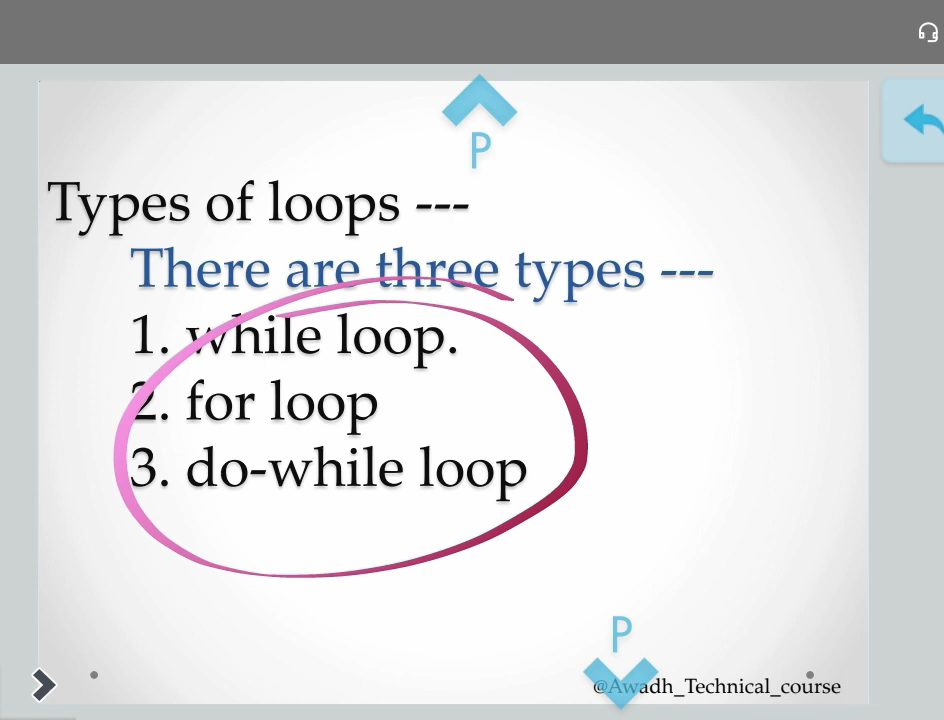 P
Types of loops ---
There are three types ---
1. while loop.
2. for loop
3. do-while loop
P
@Awadh_Technical_course